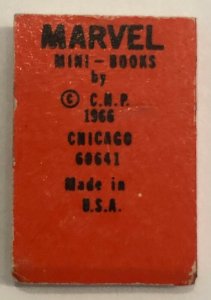 MARVEL
MINI-BOOKS
by
© C.M.P.
1966
CHICAGO
60641
Made in
U.S.A.